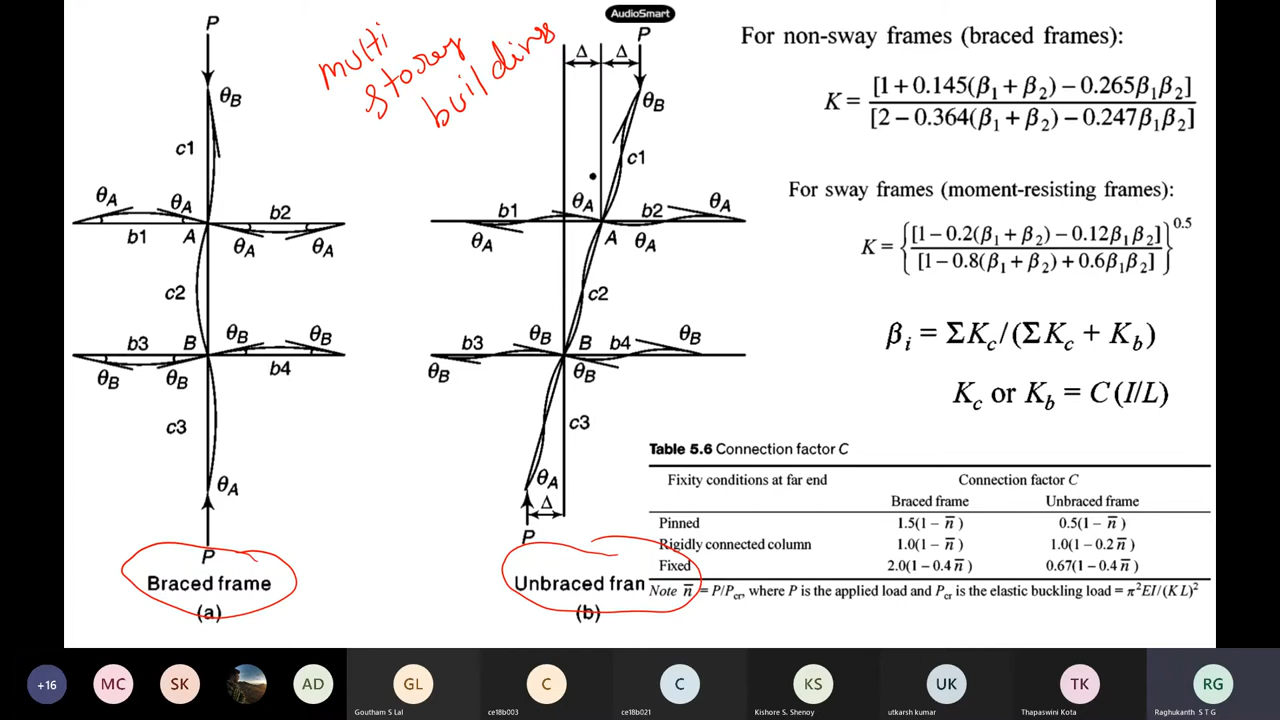 AudioSmart
multi
storey
building
P
θB
c1
θA
θA
b2
b1
A
θA
θA
c2
b3
B
θB
θB
θB
θB
b4
c3
θA
P
Braced frame
(a)
P
Δ
Δ
θB
c1
b1
θA
b2
θA
θA
A
θA
c2
b3
θB
B
b4
θB
θB
θB
c3
θA
Δ
P
Unbraced fran
(b)
For non-sway frames (braced frames):
K = [1 + 0.145(β1 + β2) − 0.265β1β2] / [2 − 0.364(β1 + β2) − 0.247β1β2]
For sway frames (moment-resisting frames):
K = {[1 − 0.2(β1 + β2) − 0.12β1β2] / [1 − 0.8(β1 + β2) + 0.6β1β2]}^0.5
βi = ΣKc/(ΣKc + Kb)
Kc or Kb = C(I/L)
Table 5.6 Connection factor C
Fixity conditions at far end Connection factor C
Braced frame Unbraced frame
Pinned 1.5(1− n̄ ) 0.5(1− n̄ )
Rigidly connected column 1.0(1− n̄ ) 1.0(1−0.2 n̄ )
Fixed 2.0(1−0.4 n̄ ) 0.67(1−0.4 n̄ )
Note n̄ = P/Pcr, where P is the applied load and Pcr is the elastic buckling load = π²EI/(KL)²
+16
MC
SK
AD
GL
Goutham S Lal
C
ce18b003
C
ce18b021
KS
Kishore S. Shenoy
UK
utkarsh kumar
TK
Thapaswini Kota
RG
Raghukanth S T G